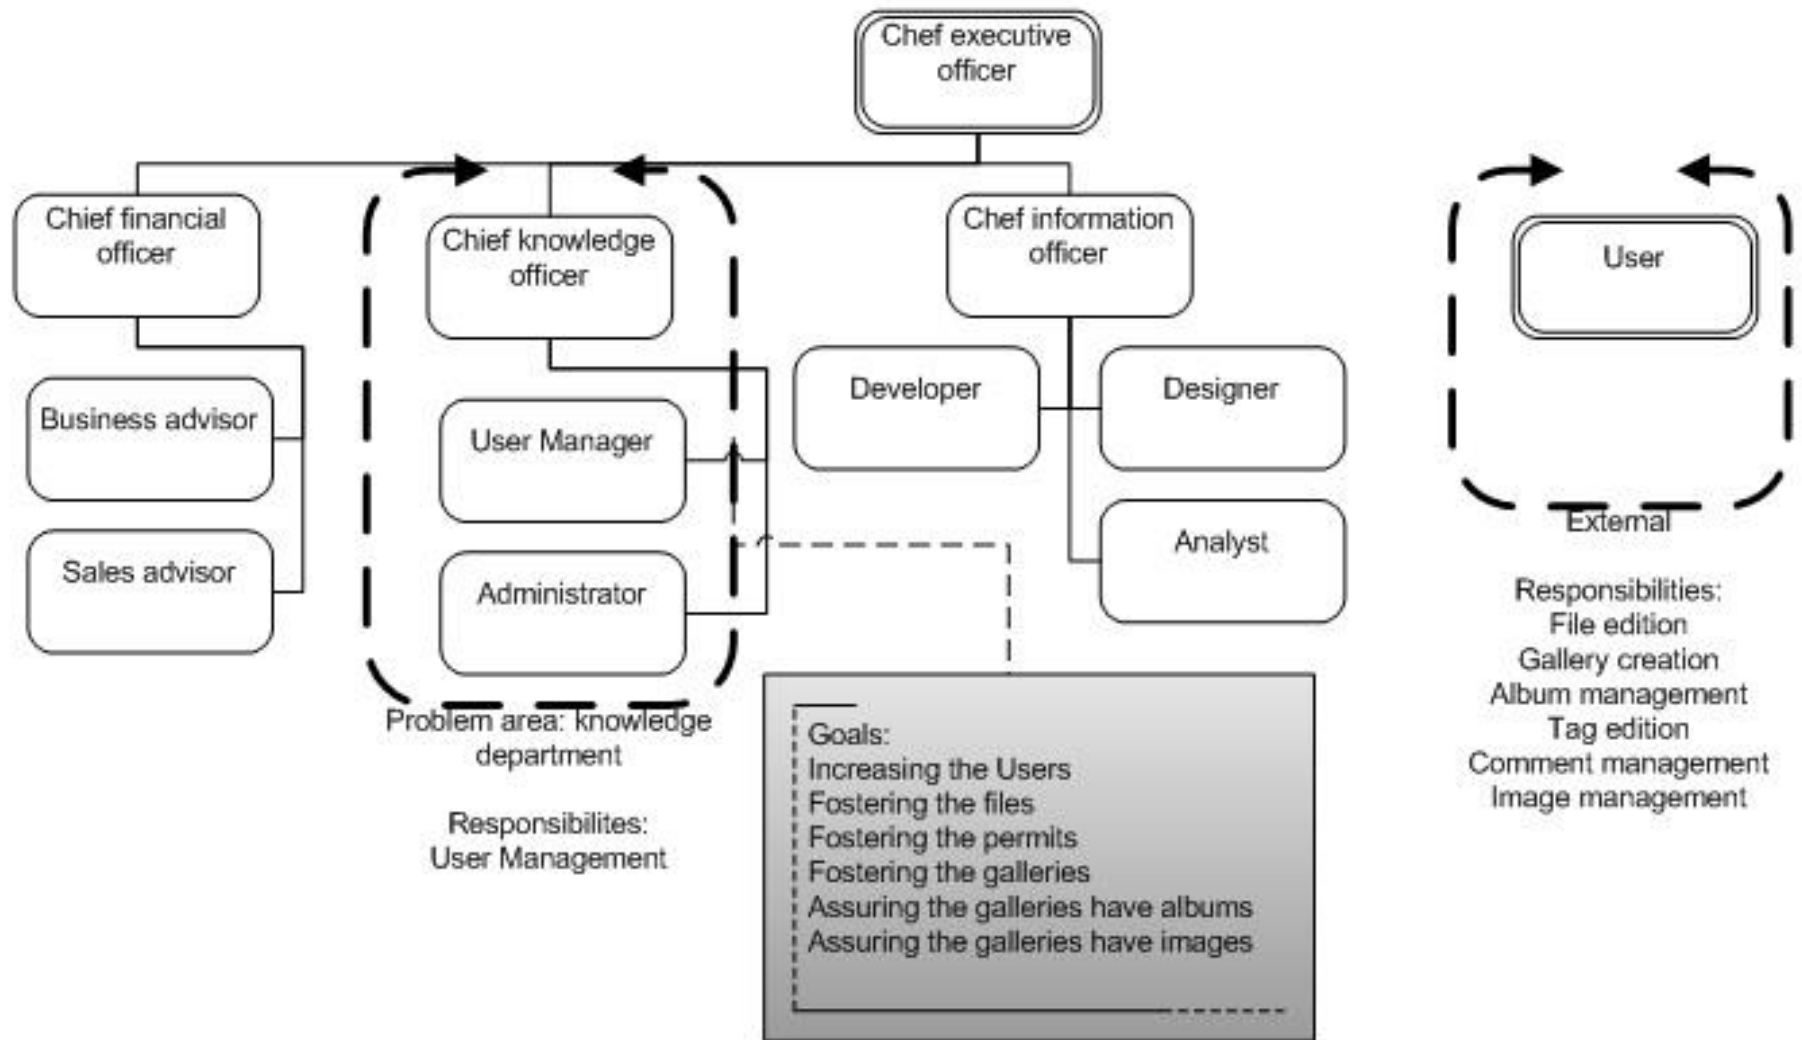 Chef executive
officer
Chief financial
officer
Chief knowledge
officer
Chef information
officer
User
Business advisor
User Manager
Developer
Designer
Sales advisor
Administrator
Analyst
External
Responsibilities:
File edition
Gallery creation
Album management
Tag edition
Comment management
Image management
Problem area: knowledge
department
Responsibilites:
User Management
Goals:
Increasing the Users
Fostering the files
Fostering the permits
Fostering the galleries
Assuring the galleries have albums
Assuring the galleries have images